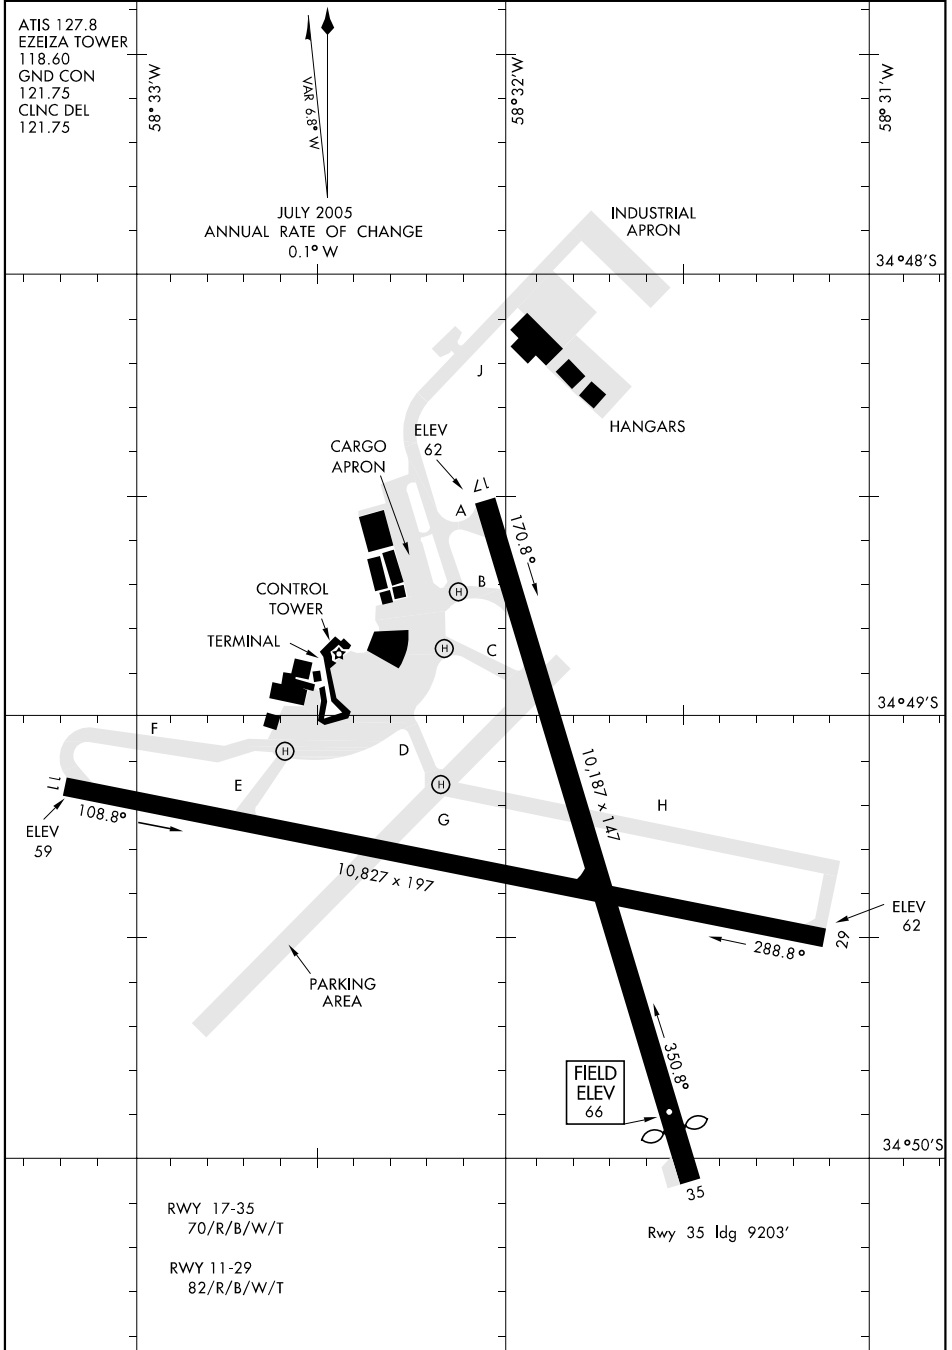 ATIS 127.8
EZEIZA TOWER
118.60
GND CON
121.75
CLNC DEL
121.75
58° 33'W
VAR 6.8° W
58° 32'W
58° 31'W
JULY 2005
ANNUAL RATE OF CHANGE
0.1° W
INDUSTRIAL
APRON
34°48'S
J
HANGARS
ELEV
62
CARGO
APRON
17
A
170.8°
B
H
CONTROL
TOWER
TERMINAL
H
C
34°49'S
F
H
D
H
E
11
108.8°
ELEV
59
G
10,187 x 147
H
10,827 x 197
ELEV
62
29
288.8°
PARKING
AREA
350.8°
FIELD
ELEV
66
34°50'S
35
RWY 17-35
70/R/B/W/T
Rwy 35 ldg 9203'
RWY 11-29
82/R/B/W/T